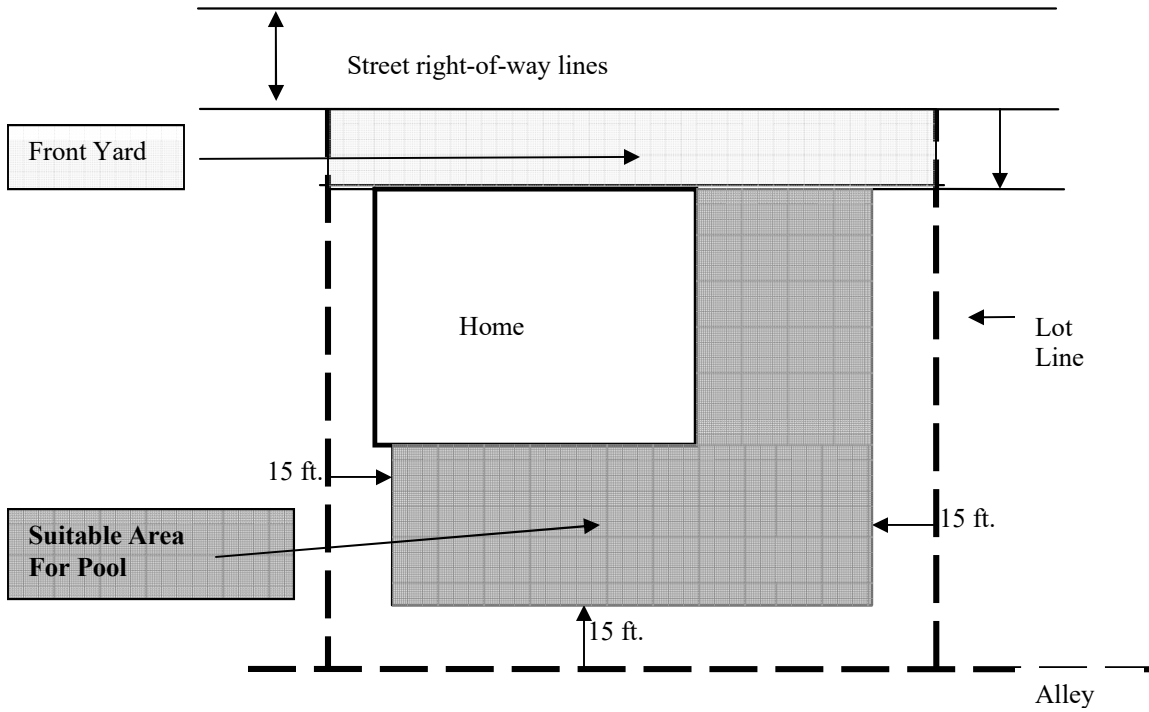 Street right-of-way lines
Front Yard
Home
Lot
Line
15 ft.
Suitable Area
For Pool
15 ft.
15 ft.
Alley